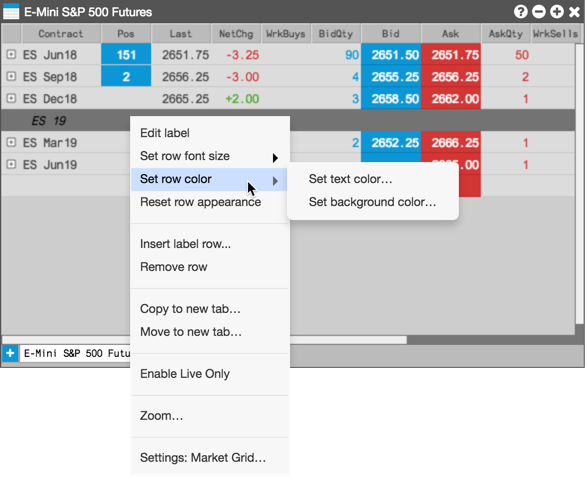 E-Mini S&P 500 Futures
Contract Pos Last NetChg WrkBuys BidQty Bid Ask AskQty WrkSells
ES Jun18 151 2651.75 -3.25 90 2651.50 2651.75 50
ES Sep18 2 2656.25 -3.00 4 2655.25 2656.25 2
ES Dec18 2665.25 +2.00 3 2658.50 2662.00 1
ES 19
ES Mar19 2 2652.25 2666.25 1
ES Jun19 .00 1
Edit label
Set row font size
Set row color
Reset row appearance
Set text color…
Set background color…
Insert label row...
Remove row
Copy to new tab…
Move to new tab…
Enable Live Only
Zoom…
Settings: Market Grid…
E-Mini S&P 500 Futu